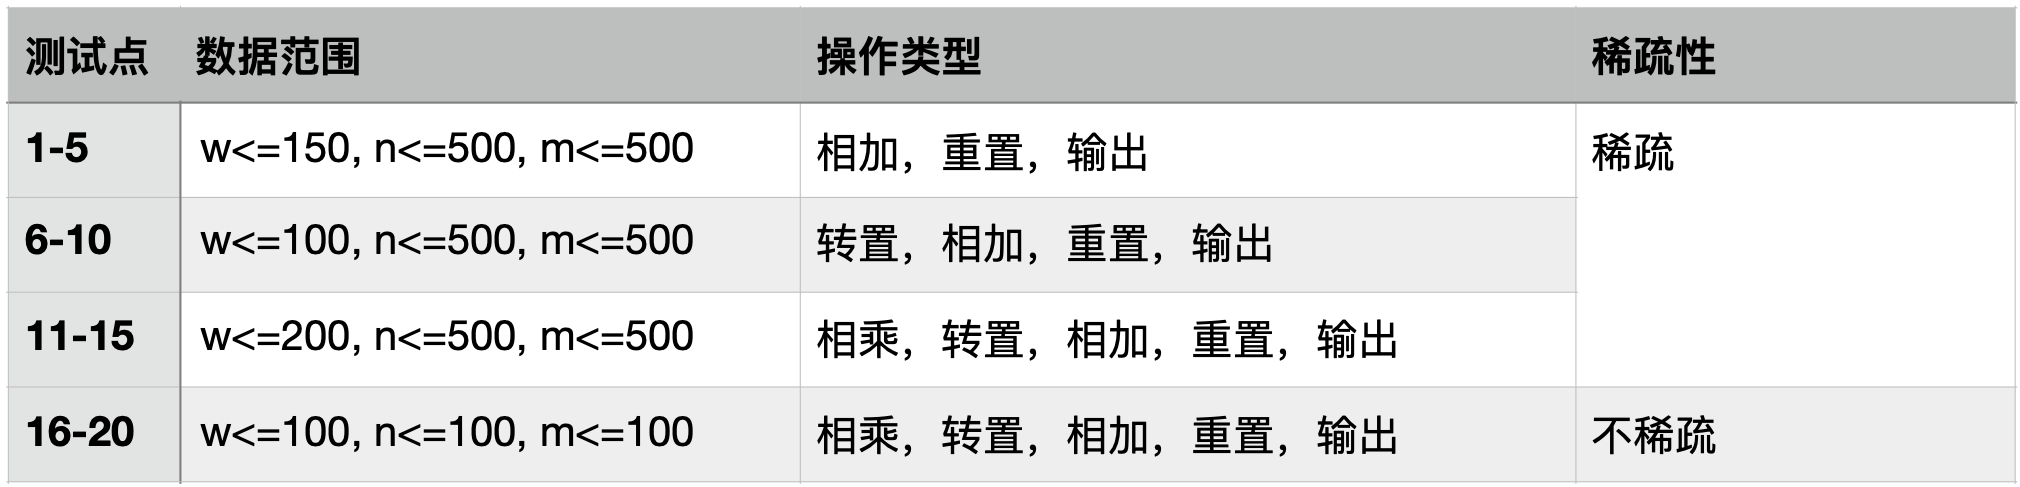 测试点 数据范围 操作类型 稀疏性
1-5 w<=150, n<=500, m<=500 相加，重置，输出 稀疏
6-10 w<=100, n<=500, m<=500 转置，相加，重置，输出
11-15 w<=200, n<=500, m<=500 相乘，转置，相加，重置，输出
16-20 w<=100, n<=100, m<=100 相乘，转置，相加，重置，输出 不稀疏